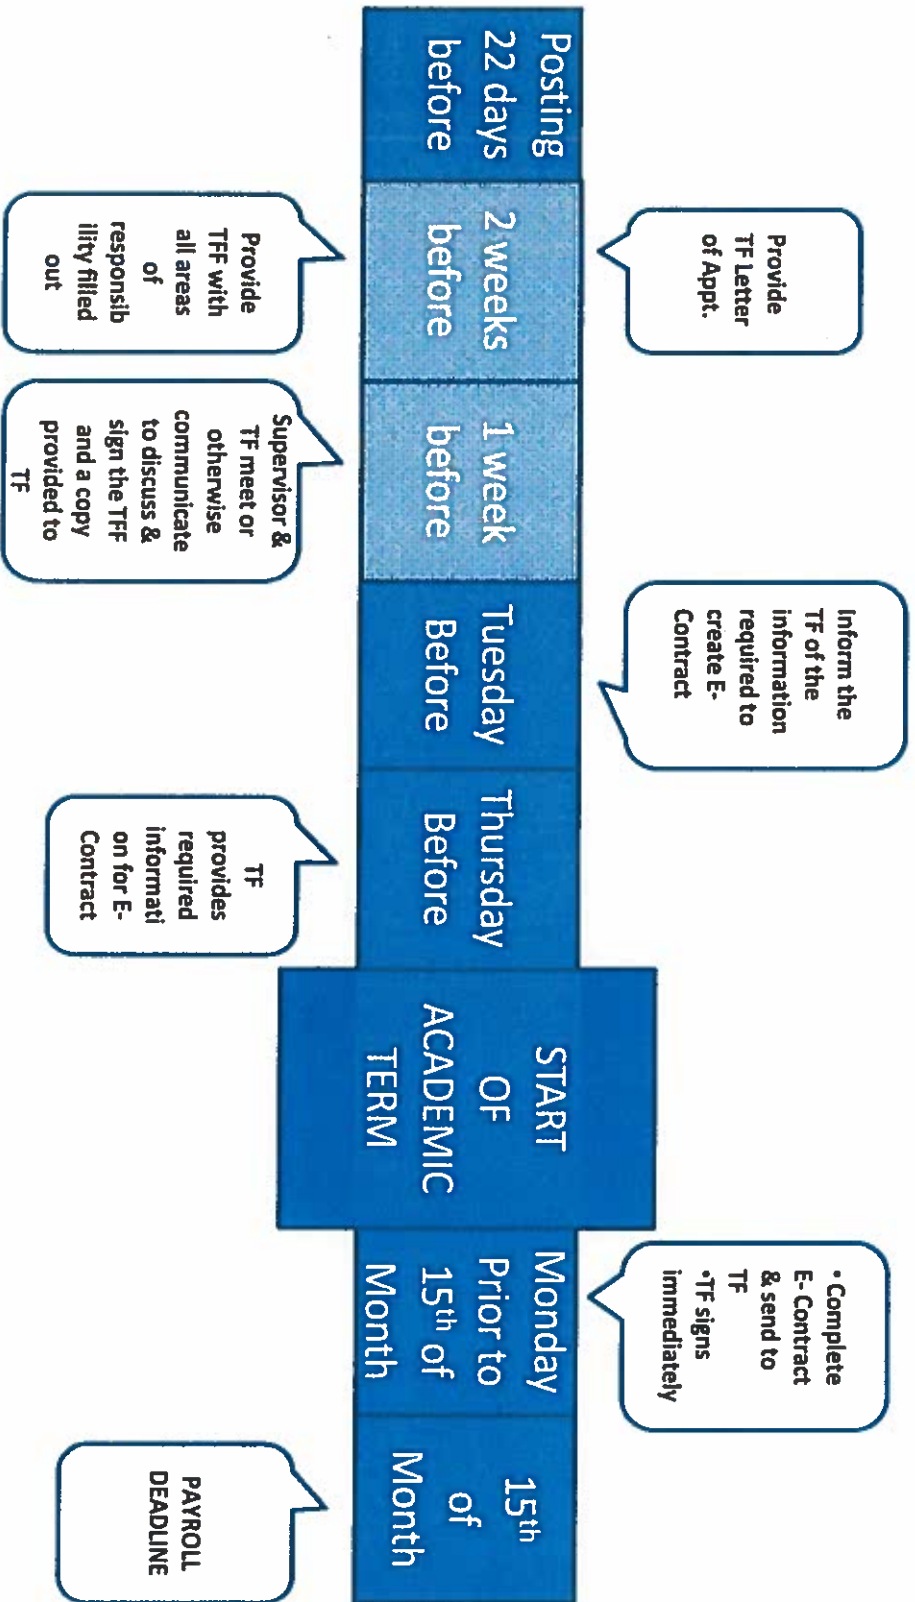 Provide
TF Letter
of Appt.
Inform the
TF of the
information
required to
create E-
Contract
• Complete
E- Contract
& send to
TF
•TF signs
immediately
Posting
22 days
before
2 weeks
before
1 week
before
Tuesday
Before
Thursday
Before
START
OF
ACADEMIC
TERM
Monday
Prior to
15th of
Month
15th
of
Month
Provide
TFF with
all areas
of
responsib
ility filled
out
Supervisor &
TF meet or
otherwise
communicate
to discuss &
sign the TFF
and a copy
provided to
TF
TF
provides
required
informati
on for E-
Contract
PAYROLL
DEADLINE